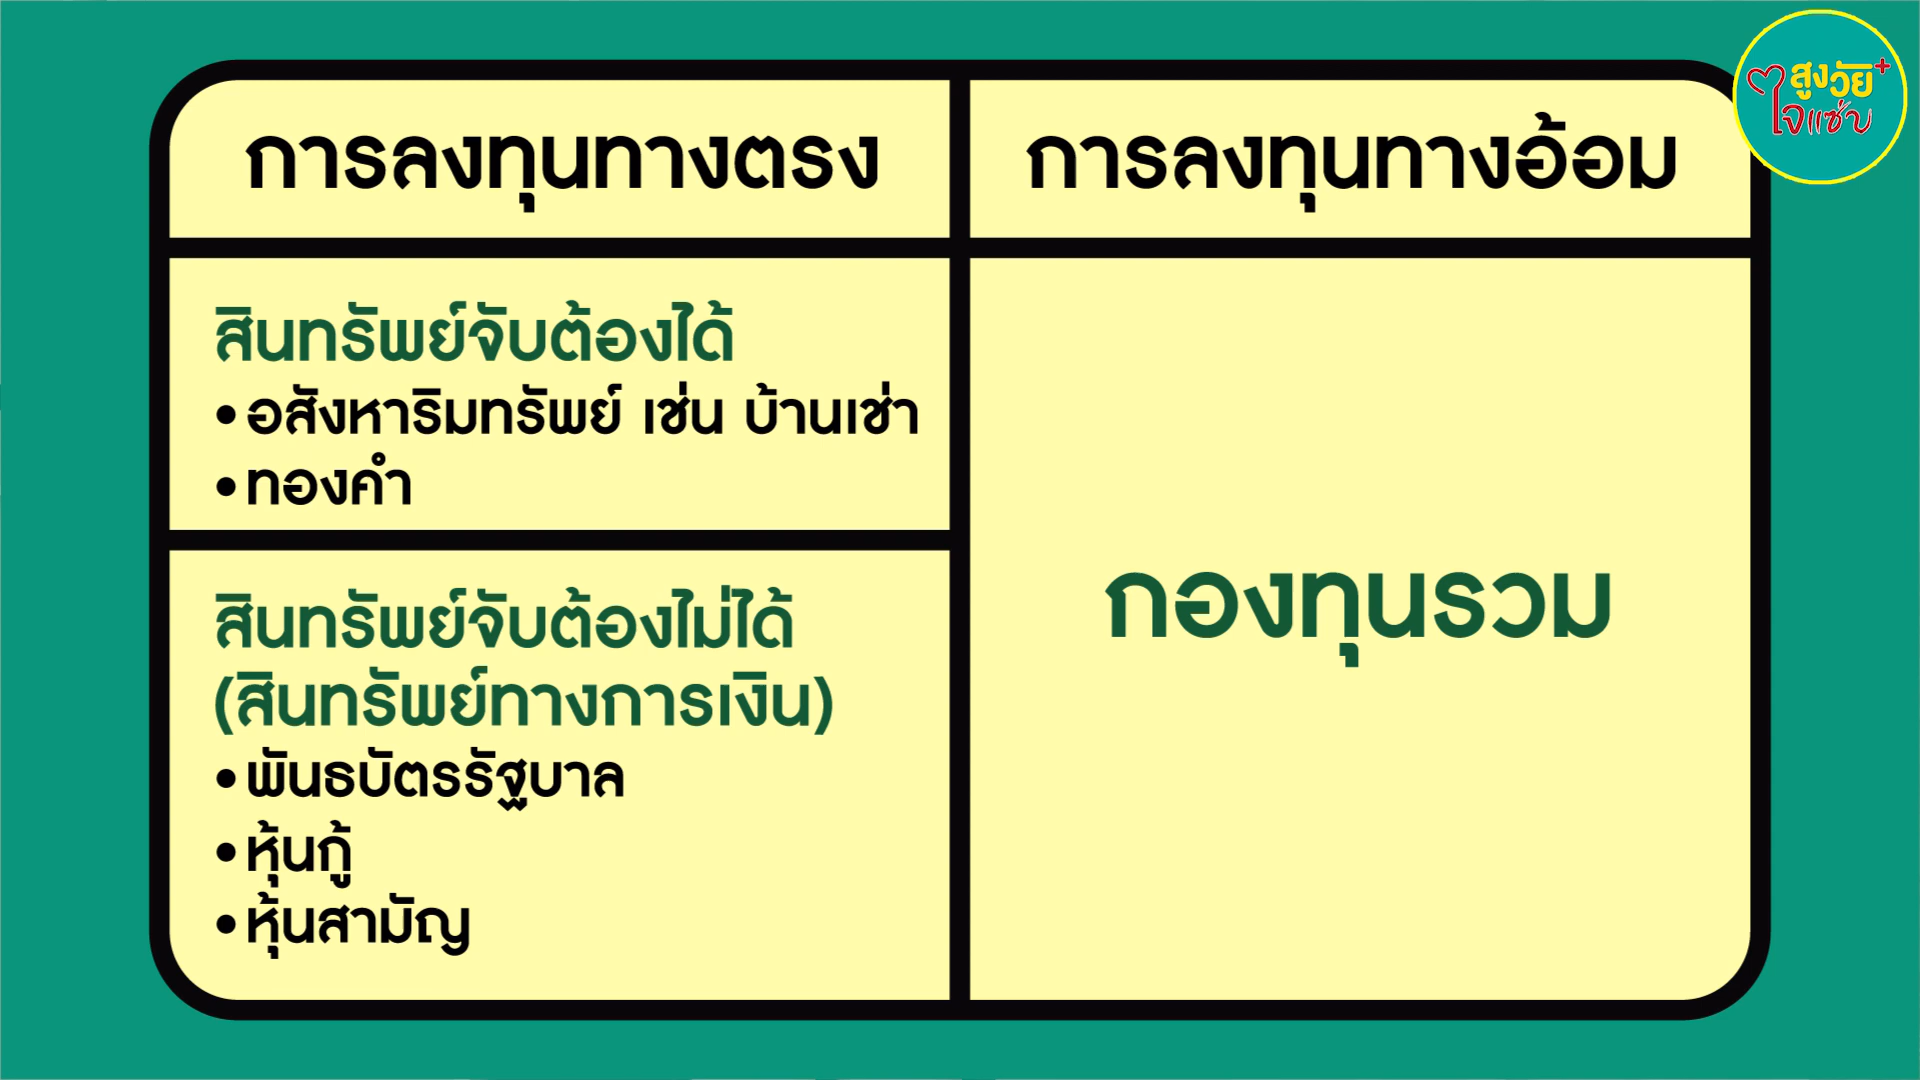 สูงวัย+
ใจแซ่บ
การลงทุนทางตรง
การลงทุนทางอ้อม
สินทรัพย์จับต้องได้
•อสังหาริมทรัพย์ เช่น บ้านเช่า
•ทองคำ
สินทรัพย์จับต้องไม่ได้
(สินทรัพย์ทางการเงิน)
•พันธบัตรรัฐบาล
•หุ้นกู้
•หุ้นสามัญ
กองทุนรวม